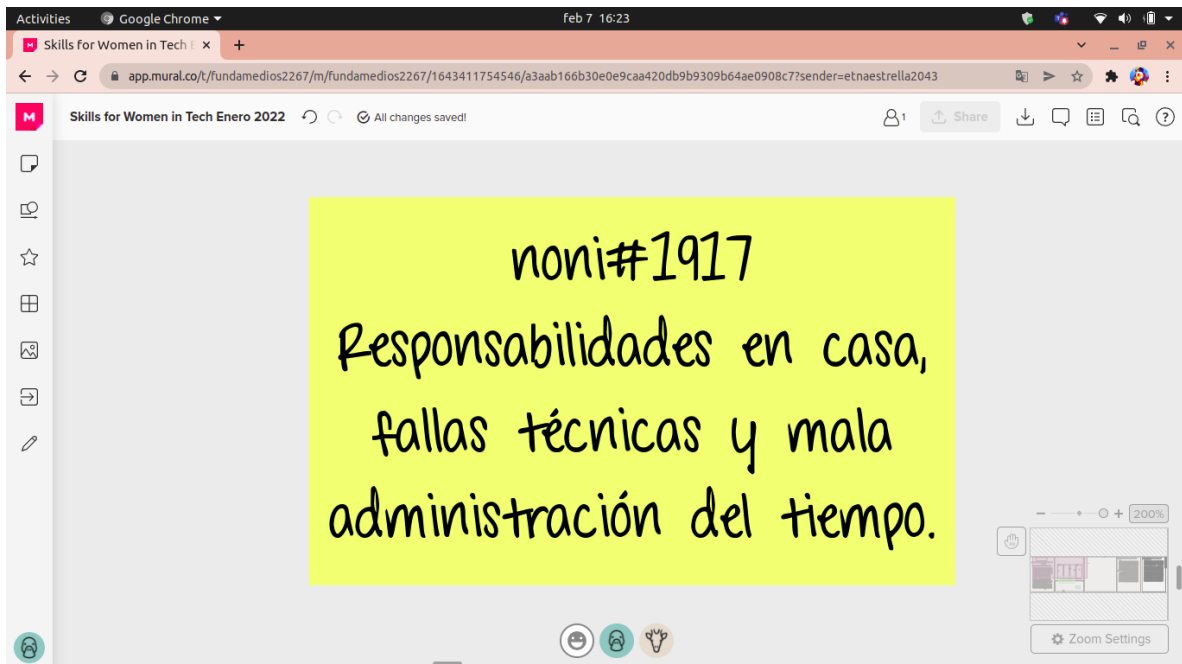 Activities Google Chrome feb 7 16:23
Skills for Women in Tech E
app.mural.co/t/fundamedios2267/m/fundamedios2267/1643411754546/a3aab166b30e0e9caa420db9b9309b64ae0908c7?sender=etnaestrella2043
M Skills for Women in Tech Enero 2022 All changes saved! 1 Share
noni#1917
Responsabilidades en casa,
fallas técnicas y mala
administración del tiempo.
200%
Zoom Settings